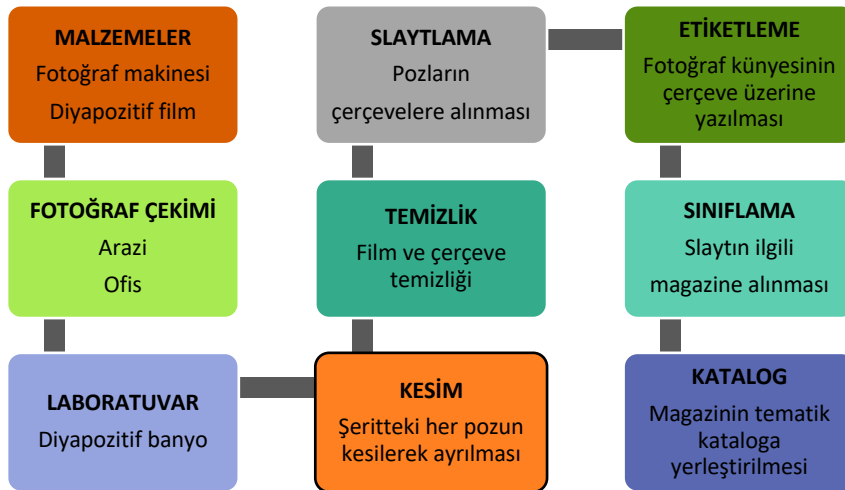 MALZEMELER
Fotoğraf makinesi
Diyapozitif film
FOTOĞRAF ÇEKİMİ
Arazi
Ofis
LABORATUVAR
Diyapozitif banyo
KESİM
Şeritteki her pozun
kesilerek ayrılması
TEMİZLİK
Film ve çerçeve
temizliği
SLAYTLAMA
Pozların
çerçevelere alınması
ETİKETLEME
Fotoğraf künyesinin
çerçeve üzerine
yazılması
SINIFLAMA
Slaytın ilgili
magazine alınması
KATALOG
Magazinin tematik
kataloga
yerleştirilmesi